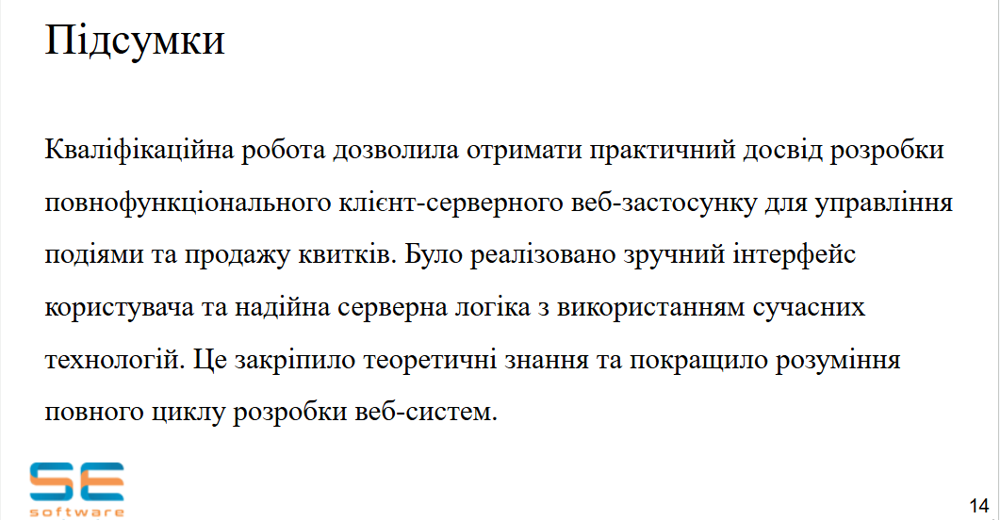 Підсумки
Кваліфікаційна робота дозволила отримати практичний досвід розробки
повнофункціонального клієнт-серверного веб-застосунку для управління
подіями та продажу квитків. Було реалізовано зручний інтерфейс
користувача та надійна серверна логіка з використанням сучасних
технологій. Це закріпило теоретичні знання та покращило розуміння
повного циклу розробки веб-систем.
SE
software
14